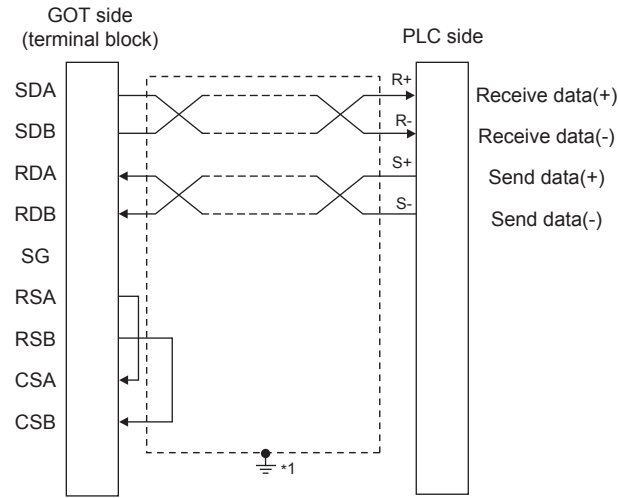 GOT side
(terminal block)
PLC side
SDA
R+
Receive data(+)
SDB
R-
Receive data(-)
RDA
S+
Send data(+)
RDB
S-
Send data(-)
SG
RSA
RSB
CSA
CSB
*1